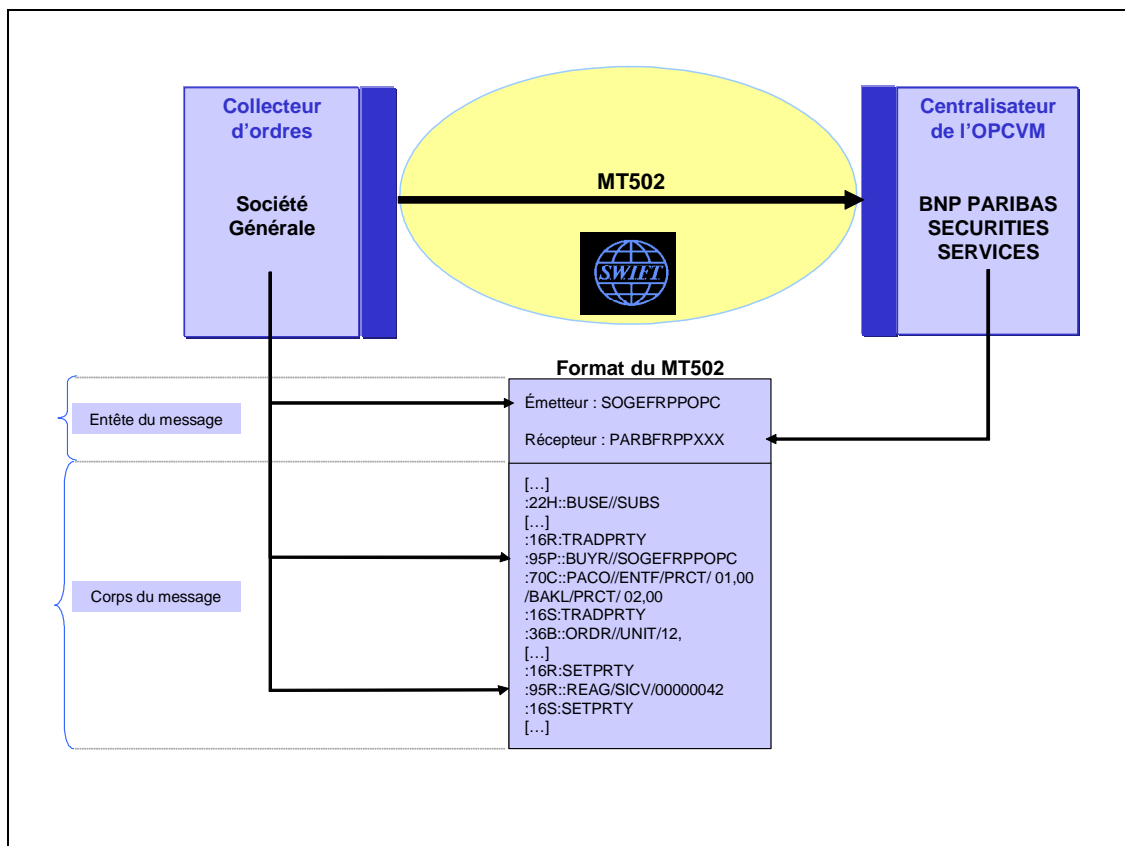 Collecteur
d'ordres
Société
Générale
MT502
S.W.I.F.T
Centralisateur
de l'OPCVM
BNP PARIBAS
SECURITIES
SERVICES
Format du MT502
Entête du message
Émetteur : SOGEFRPPOPC
Récepteur : PARBFRPPXXX
Corps du message
[…]
:22H::BUSE//SUBS
[…]
:16R:TRADPRTY
:95P::BUYR//SOGEFRPPOPC
:70C::PACO//ENTF/PRCT/ 01,00
/BAKL/PRCT/ 02,00
:16S:TRADPRTY
:36B::ORDR//UNIT/12,
[…]
:16R:SETPRTY
:95R::REAG/SICV/00000042
:16S:SETPRTY
[…]